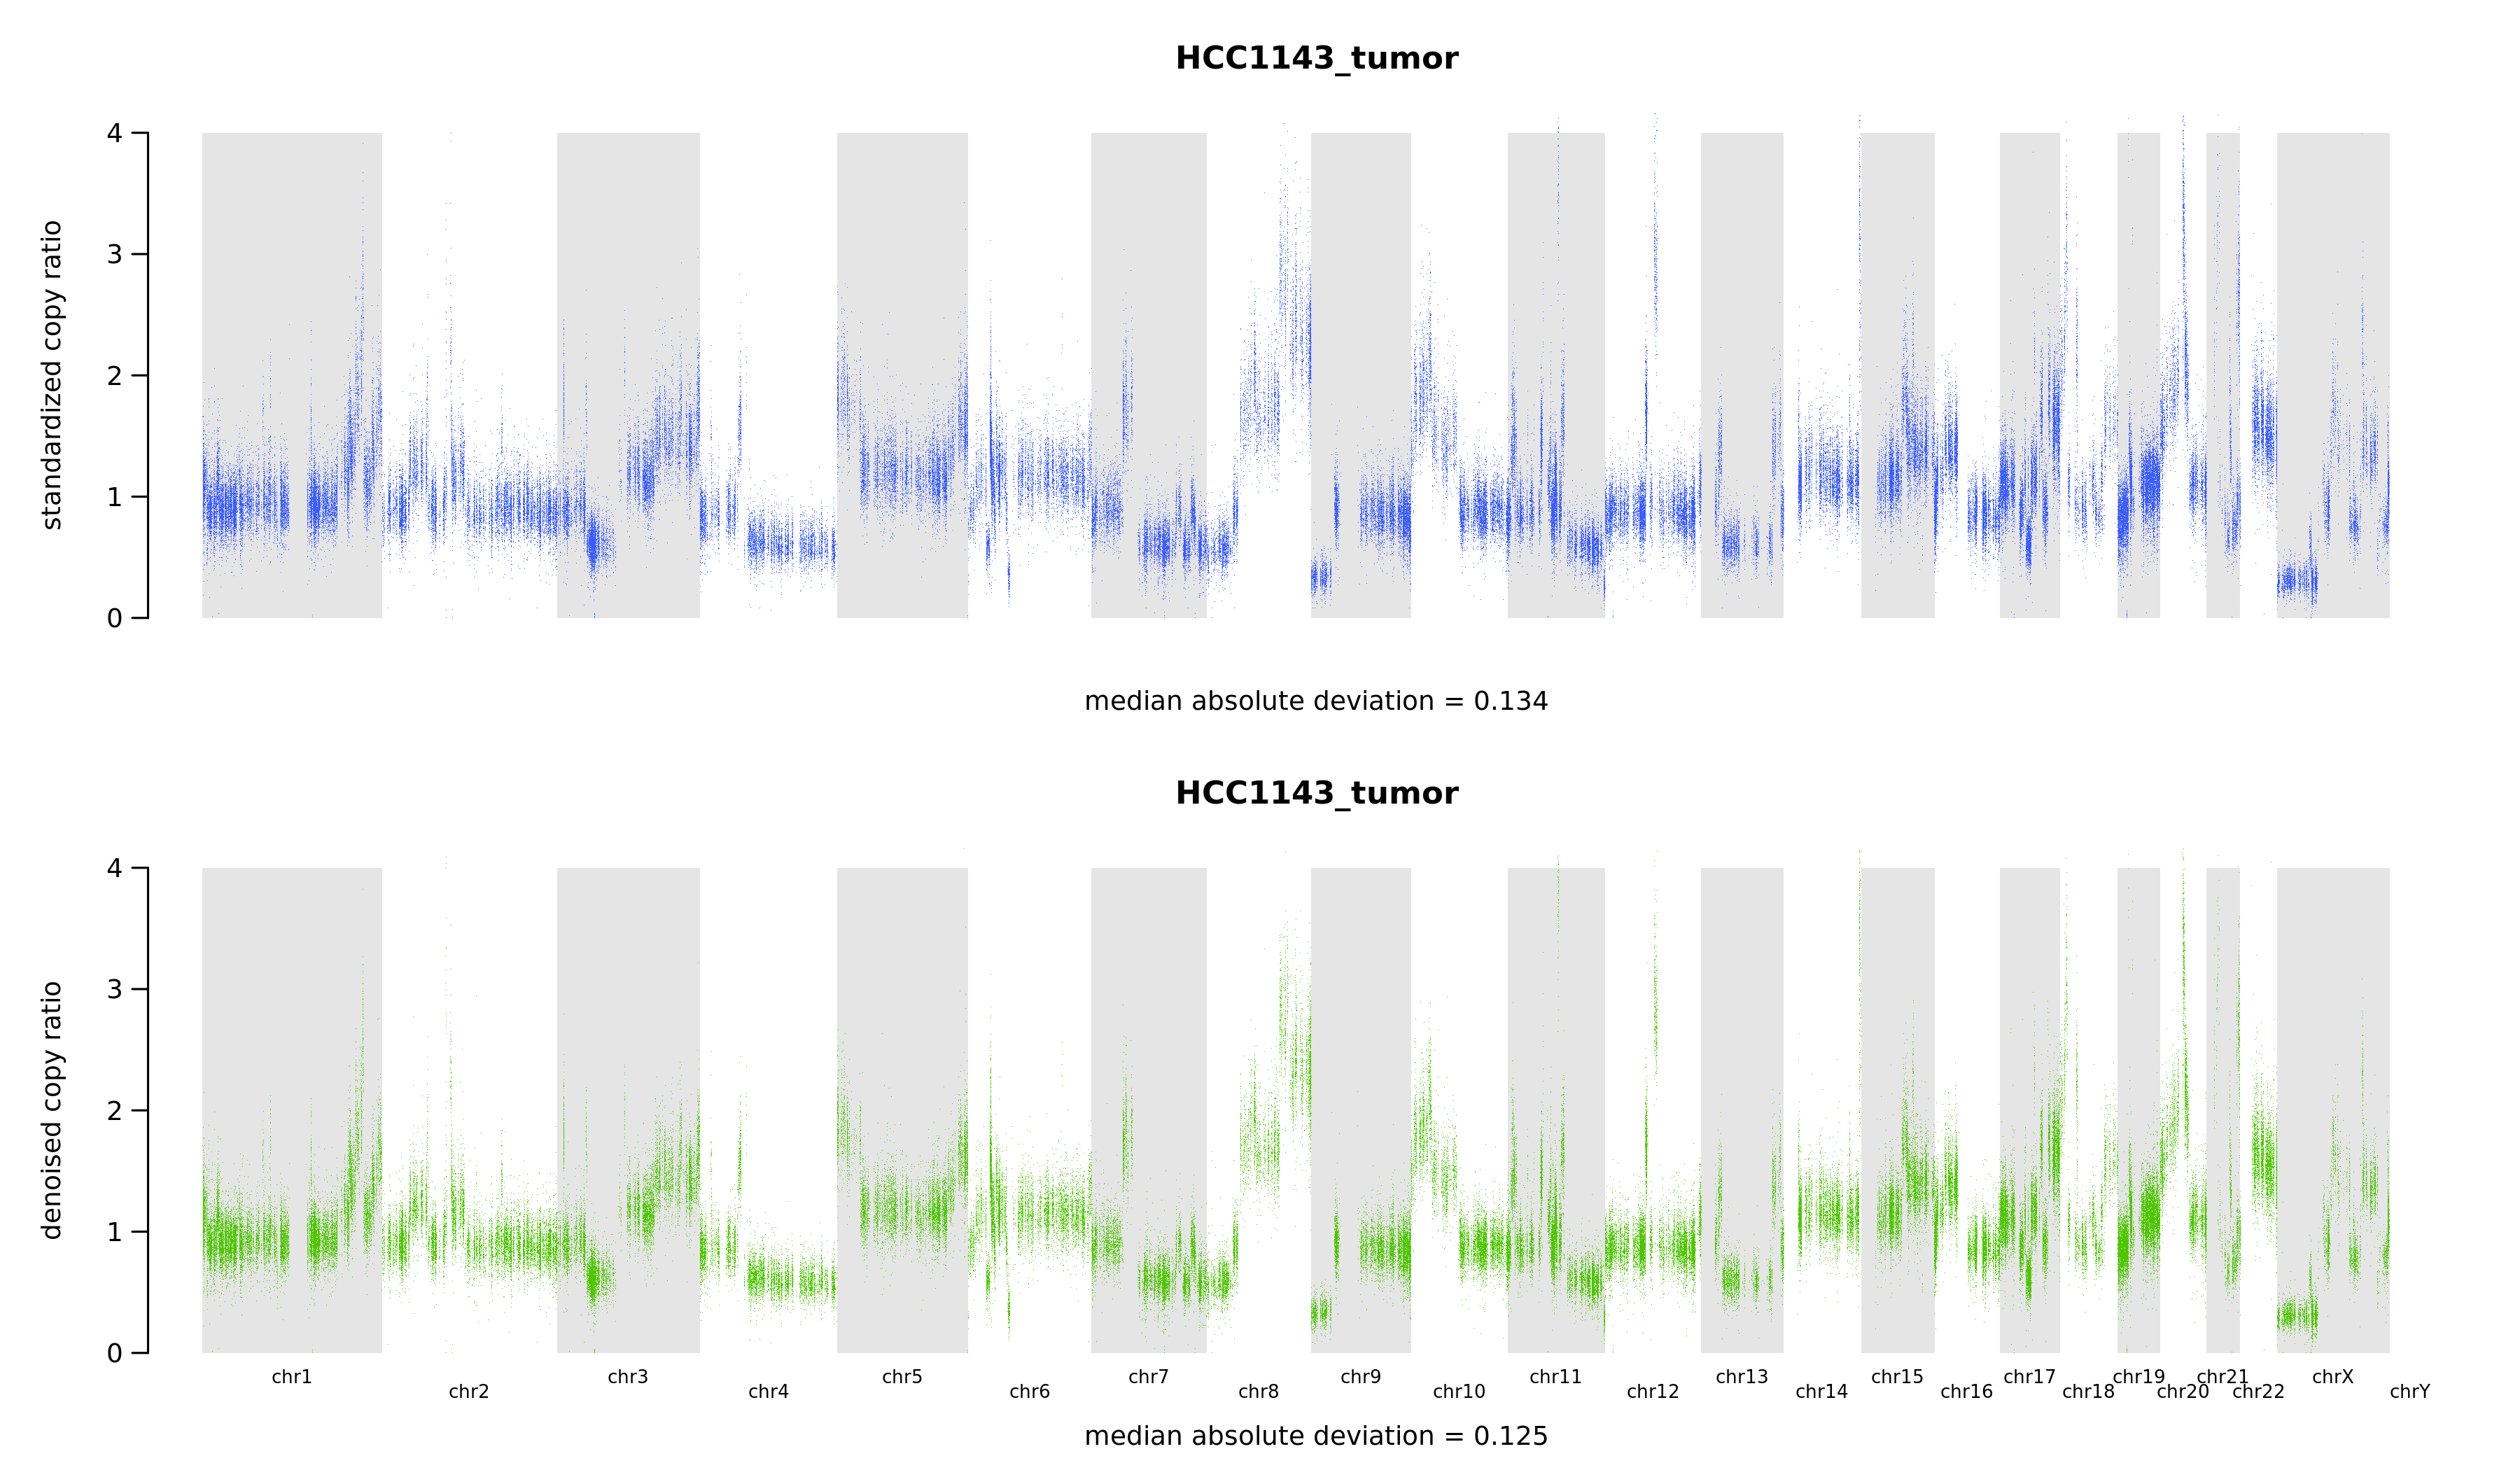 HCC1143_tumor
4
3
2
1
0
standardized copy ratio
median absolute deviation = 0.134
HCC1143_tumor
4
3
2
1
0
denoised copy ratio
chr1 chr3 chr5 chr7 chr9 chr11 chr13 chr15 chr17 chr19 chr21 chrX
chr2 chr4 chr6 chr8 chr10 chr12 chr14 chr16 chr18 chr20 chr22 chrY
median absolute deviation = 0.125